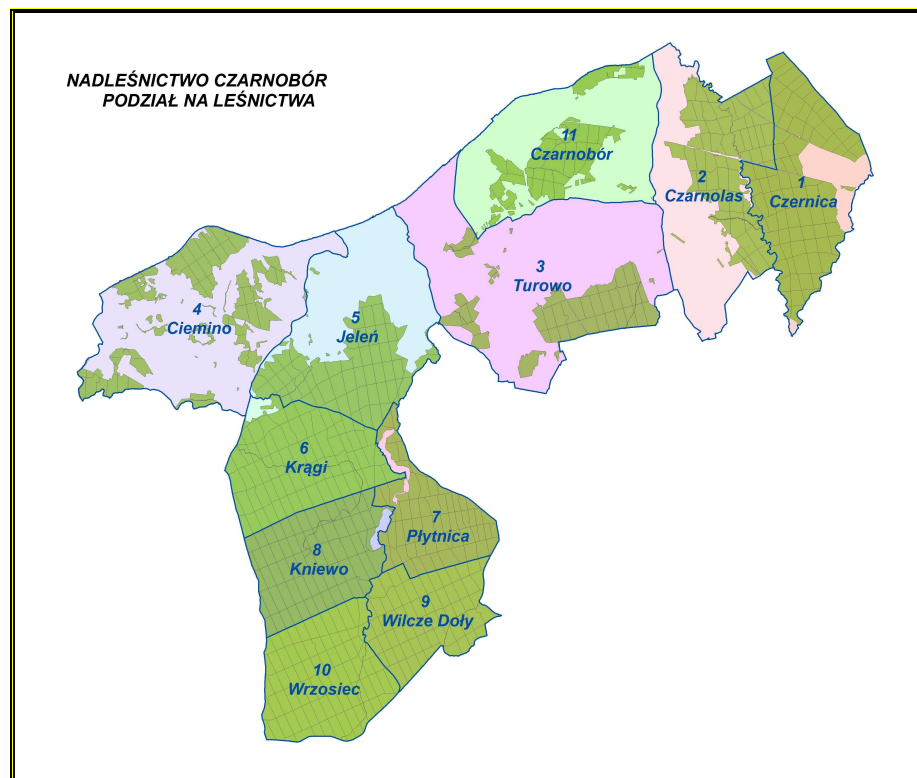 NADLEŚNICTWO CZARNOBÓR
PODZIAŁ NA LEŚNICTWA
11
Czarnobór
2
Czarnolas
1
Czernica
3
Turowo
4
Ciemino
5
Jeleń
6
Krągi
7
Płytnica
8
Kniewo
9
Wilcze Doły
10
Wrzosiec